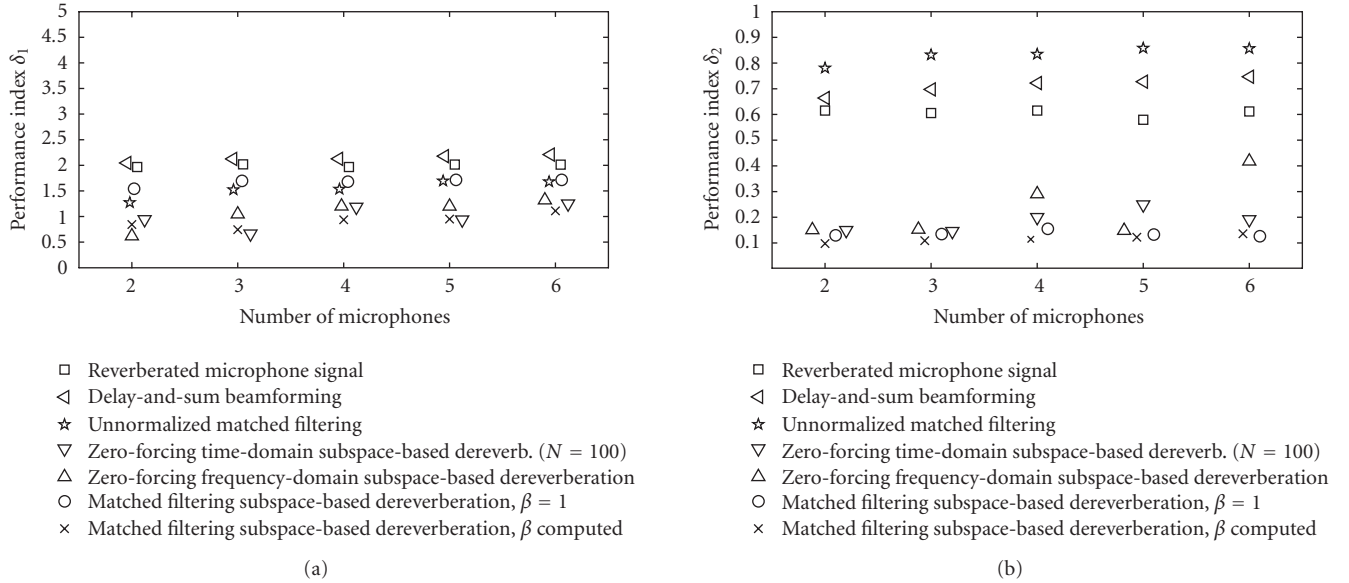 5
4.5
4
3.5
3
2.5
2
1.5
1
0.5
0
Performance index δ₁
2 3 4 5 6
Number of microphones
Reverberated microphone signal
Delay-and-sum beamforming
Unnormalized matched filtering
Zero-forcing time-domain subspace-based dereverb. (N = 100)
Zero-forcing frequency-domain subspace-based dereverberation
Matched filtering subspace-based dereverberation, β = 1
Matched filtering subspace-based dereverberation, β computed
(a)
1
0.9
0.8
0.7
0.6
0.5
0.4
0.3
0.2
0.1
Performance index δ₂
2 3 4 5 6
Number of microphones
Reverberated microphone signal
Delay-and-sum beamforming
Unnormalized matched filtering
Zero-forcing time-domain subspace-based dereverb. (N = 100)
Zero-forcing frequency-domain subspace-based dereverberation
Matched filtering subspace-based dereverberation, β = 1
Matched filtering subspace-based dereverberation, β computed
(b)